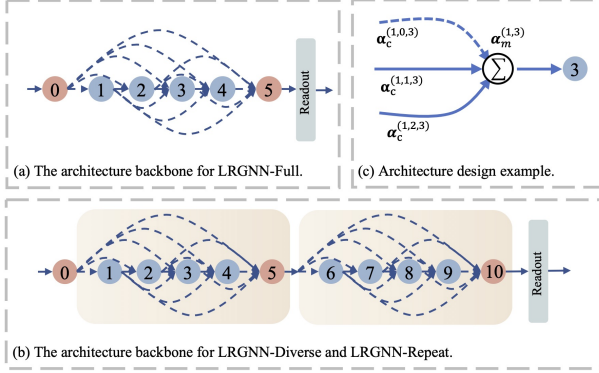 0 1 2 3 4 5 Readout
(a) The architecture backbone for LRGNN-Full.
α_c^(1,0,3)
α_c^(1,1,3)
α_c^(1,2,3)
∑ α_m^(1,3) 3
(c) Architecture design example.
0 1 2 3 4 5 6 7 8 9 10 Readout
(b) The architecture backbone for LRGNN-Diverse and LRGNN-Repeat.